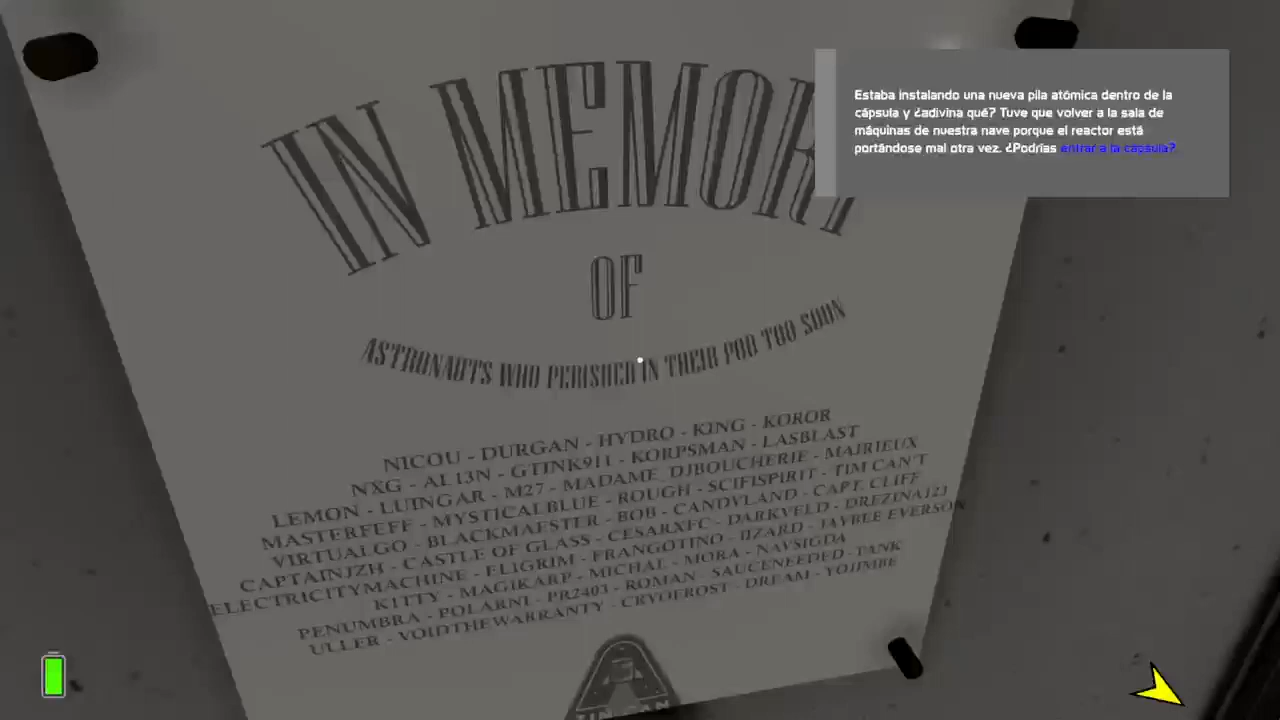 IN MEMORY
OF
ASTRONAUTS WHO PERISHED IN THEIR POD TOO SOON
NICOU - DURGAN - HYDRO - KING - KOROR
NXG - AL13N - GTINK911 - KORPSMAN - LASBLAST
LEMON - LUINGAR - M27 - MADAME_DJBOUCHERIE - MAIRIEUX
MASTERFEFF - MYSTICALBLUE - ROUGH - SCIFISPIRIT - TIM CAN'T
VIRTUALGO - BLACKMAESTER - BOB - CANDYLAND - CAPT. CLIFF
CAPTAINJZH - CASTLE OF GLASS - CESARXFC - DARKVELD - DREZINA123
ELECTRICITYMACHINE - ELIGRIM - FRANGOTINO - IIZARD - JAYBEE EVERSON
KITTY - MAGIKARP - MICHAL - MORA - NAVSIGDA
PENUMBRA - POLARNI - PR2403 - ROMAN - SAUCENEEDED - TANK
ULLER - VOIDTHEWARRANTY - CRYOFROST - DREAM - YOJIMBE
TIN CAN
Estaba instalando una nueva pila atómica dentro de la
cápsula y ¿adivina qué? Tuve que volver a la sala de
máquinas de nuestra nave porque el reactor está
portándose mal otra vez. ¿Podrías entrar a la cápsula?